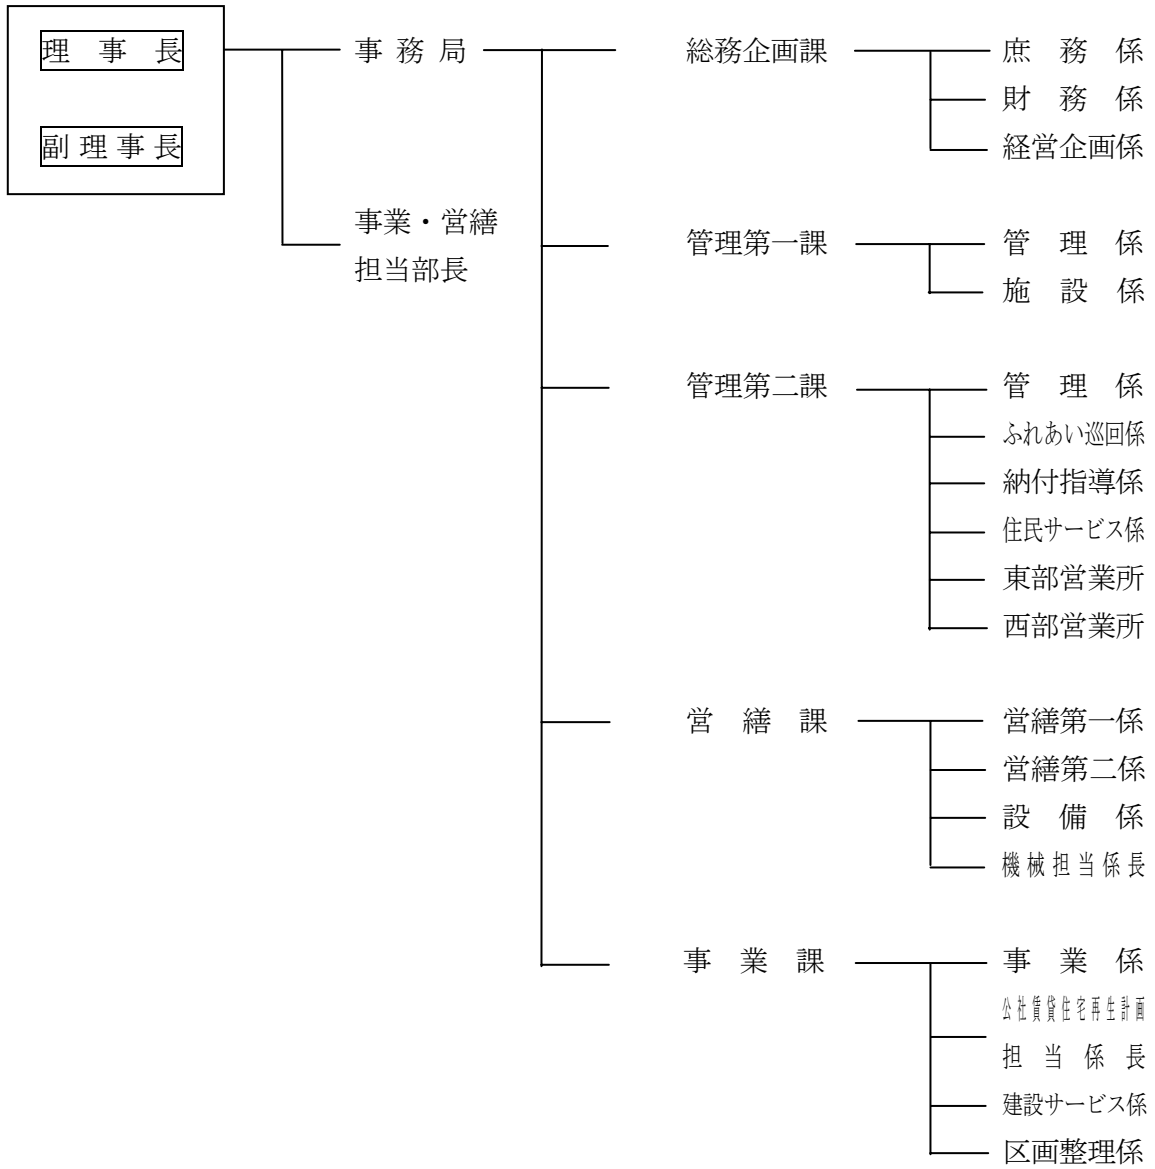 理事長
副理事長
事務局
事業・営繕
担当部長
総務企画課
庶務係
財務係
経営企画係
管理第一課
管理係
施設係
管理第二課
管理係
ふれあい巡回係
納付指導係
住民サービス係
東部営業所
西部営業所
営繕課
営繕第一係
営繕第二係
設備係
機械担当係長
事業課
事業係
公社賃貸住宅再生計画
担当係長
建設サービス係
区画整理係